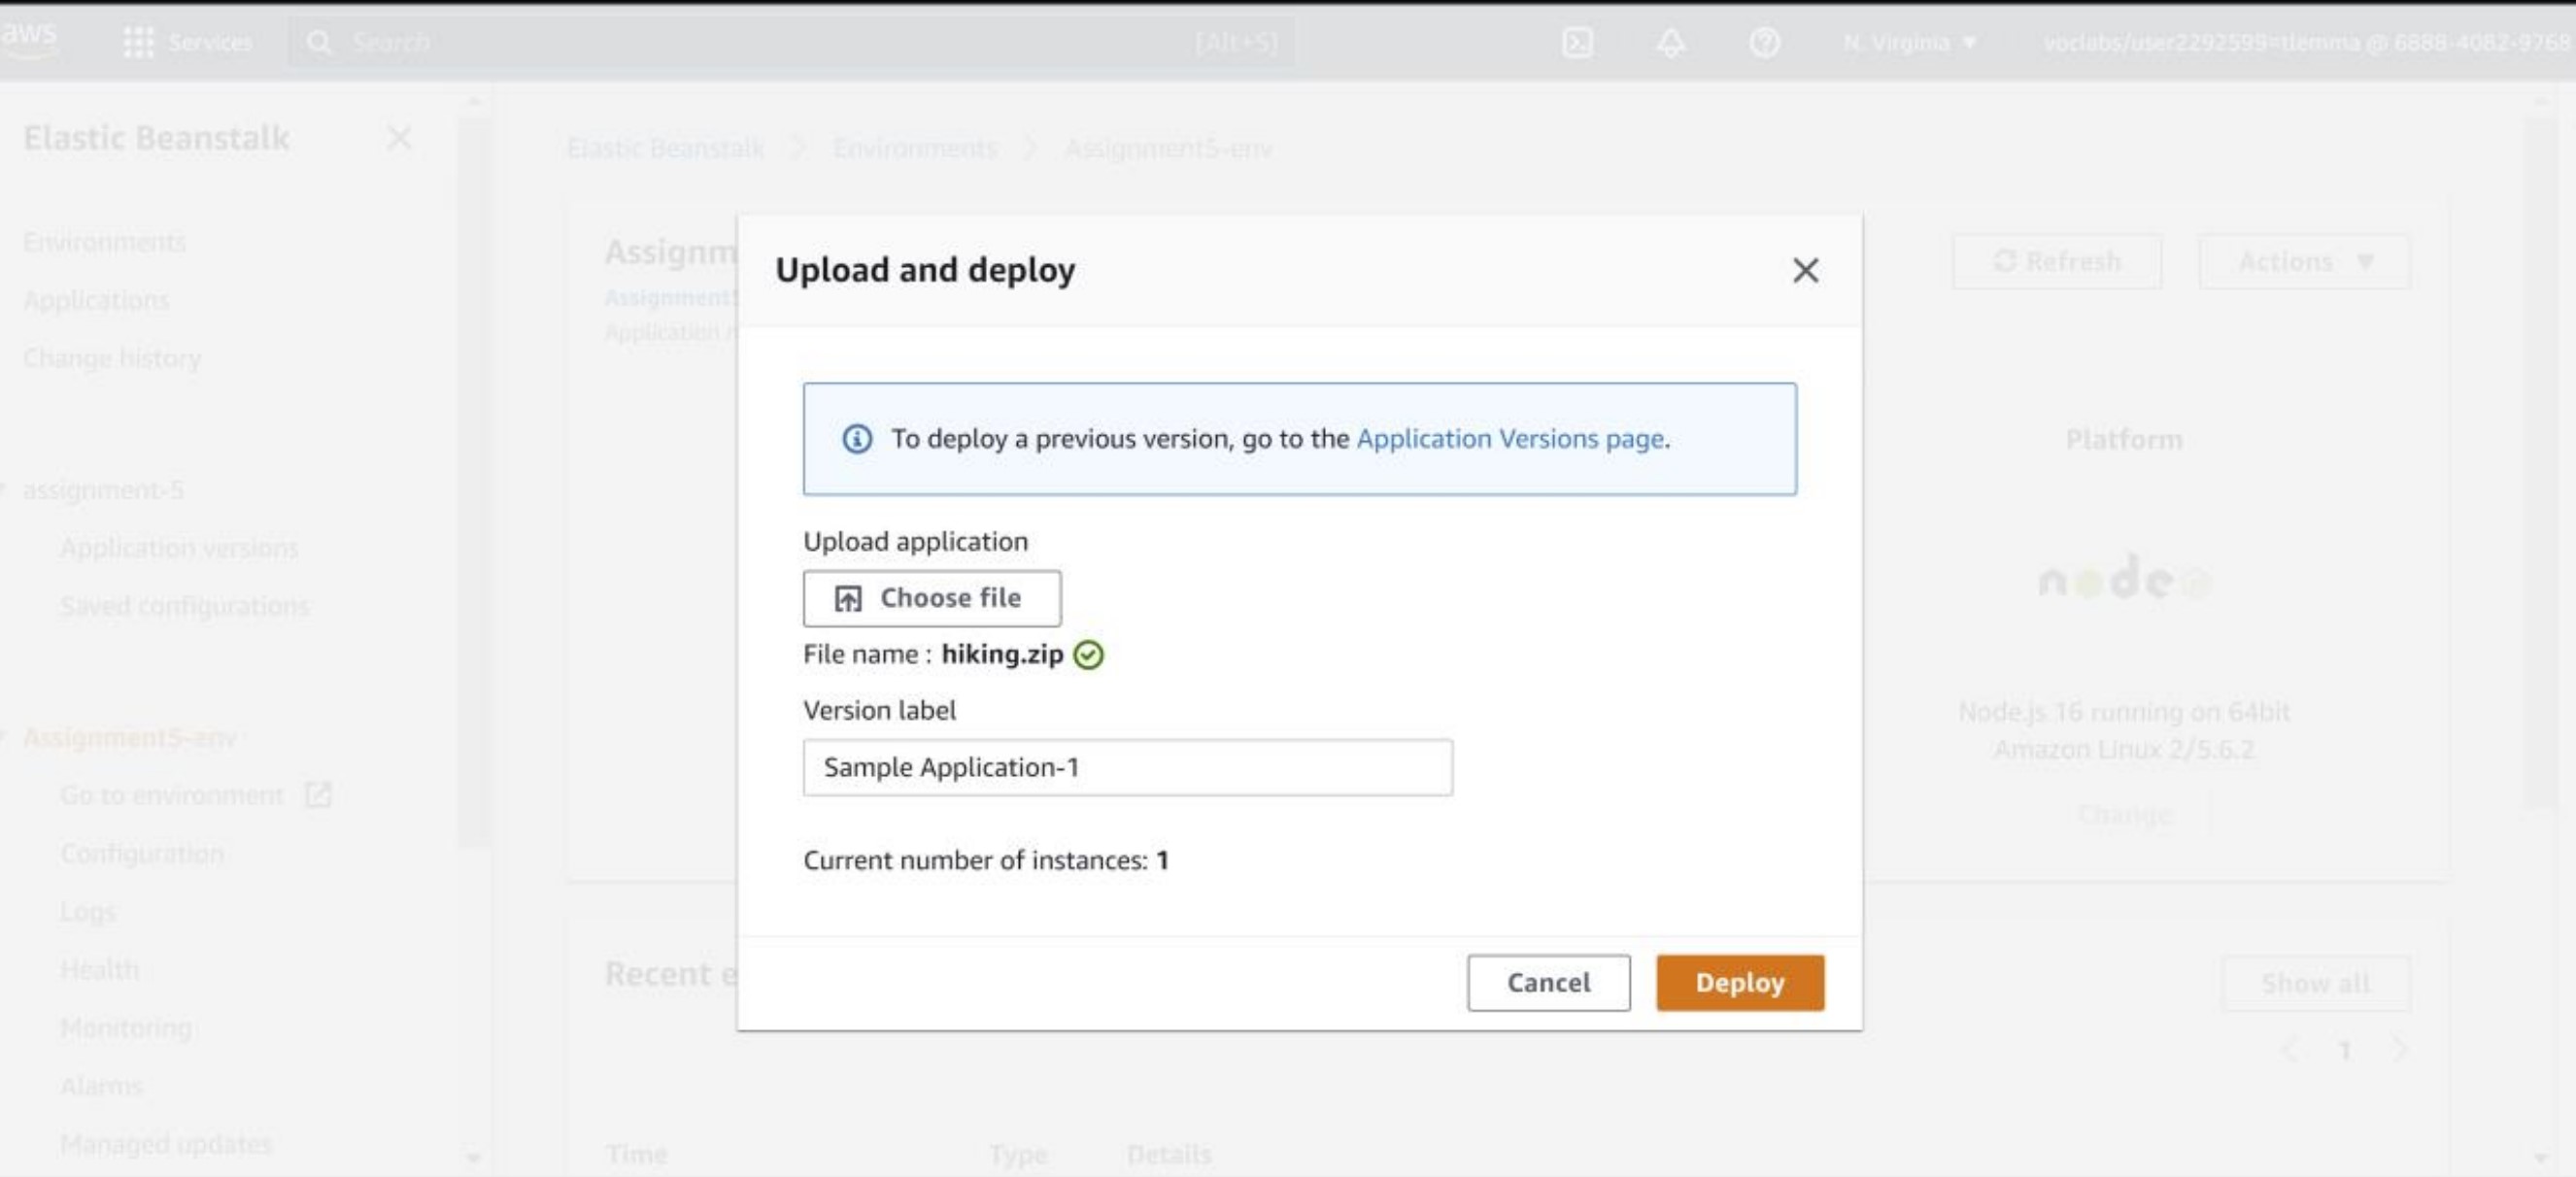 aws Services Search [Alt+S] N. Virginia voclabs/user2292599=tlemma @ 6888-4082-9768
Elastic Beanstalk
Environments
Applications
Change history
assignment-5
Application versions
Saved configurations
Assignment5-env
Go to environment
Configuration
Logs
Health
Monitoring
Alarms
Managed updates
Elastic Beanstalk > Environments > Assignment5-env
Refresh Actions
Upload and deploy
To deploy a previous version, go to the Application Versions page.
Upload application
Choose file
File name : hiking.zip
Version label
Sample Application-1
Current number of instances: 1
Cancel Deploy
Platform
node
Node.js 16 running on 64bit
Amazon Linux 2/5.6.2
Change
Recent
Show all
1
Time Type Details